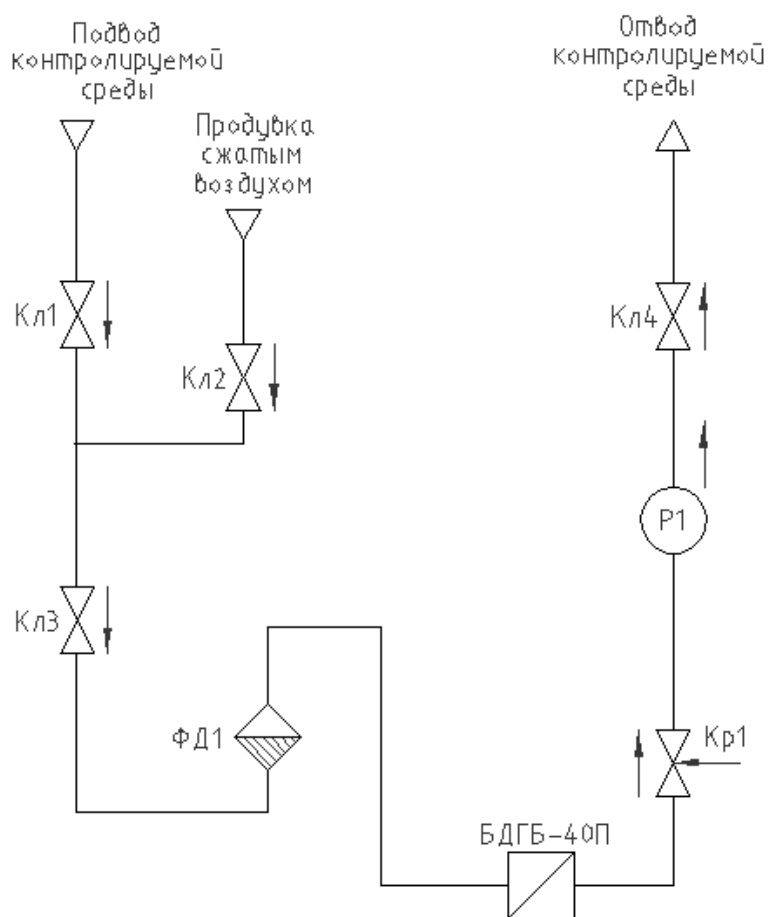 Подвод
контролируемой
среды
Отвод
контролируемой
среды
Продувка
сжатым
воздухом
Кл1
Кл2
Кл4
Р1
Кл3
ФД1
Кр1
БДГБ-40П